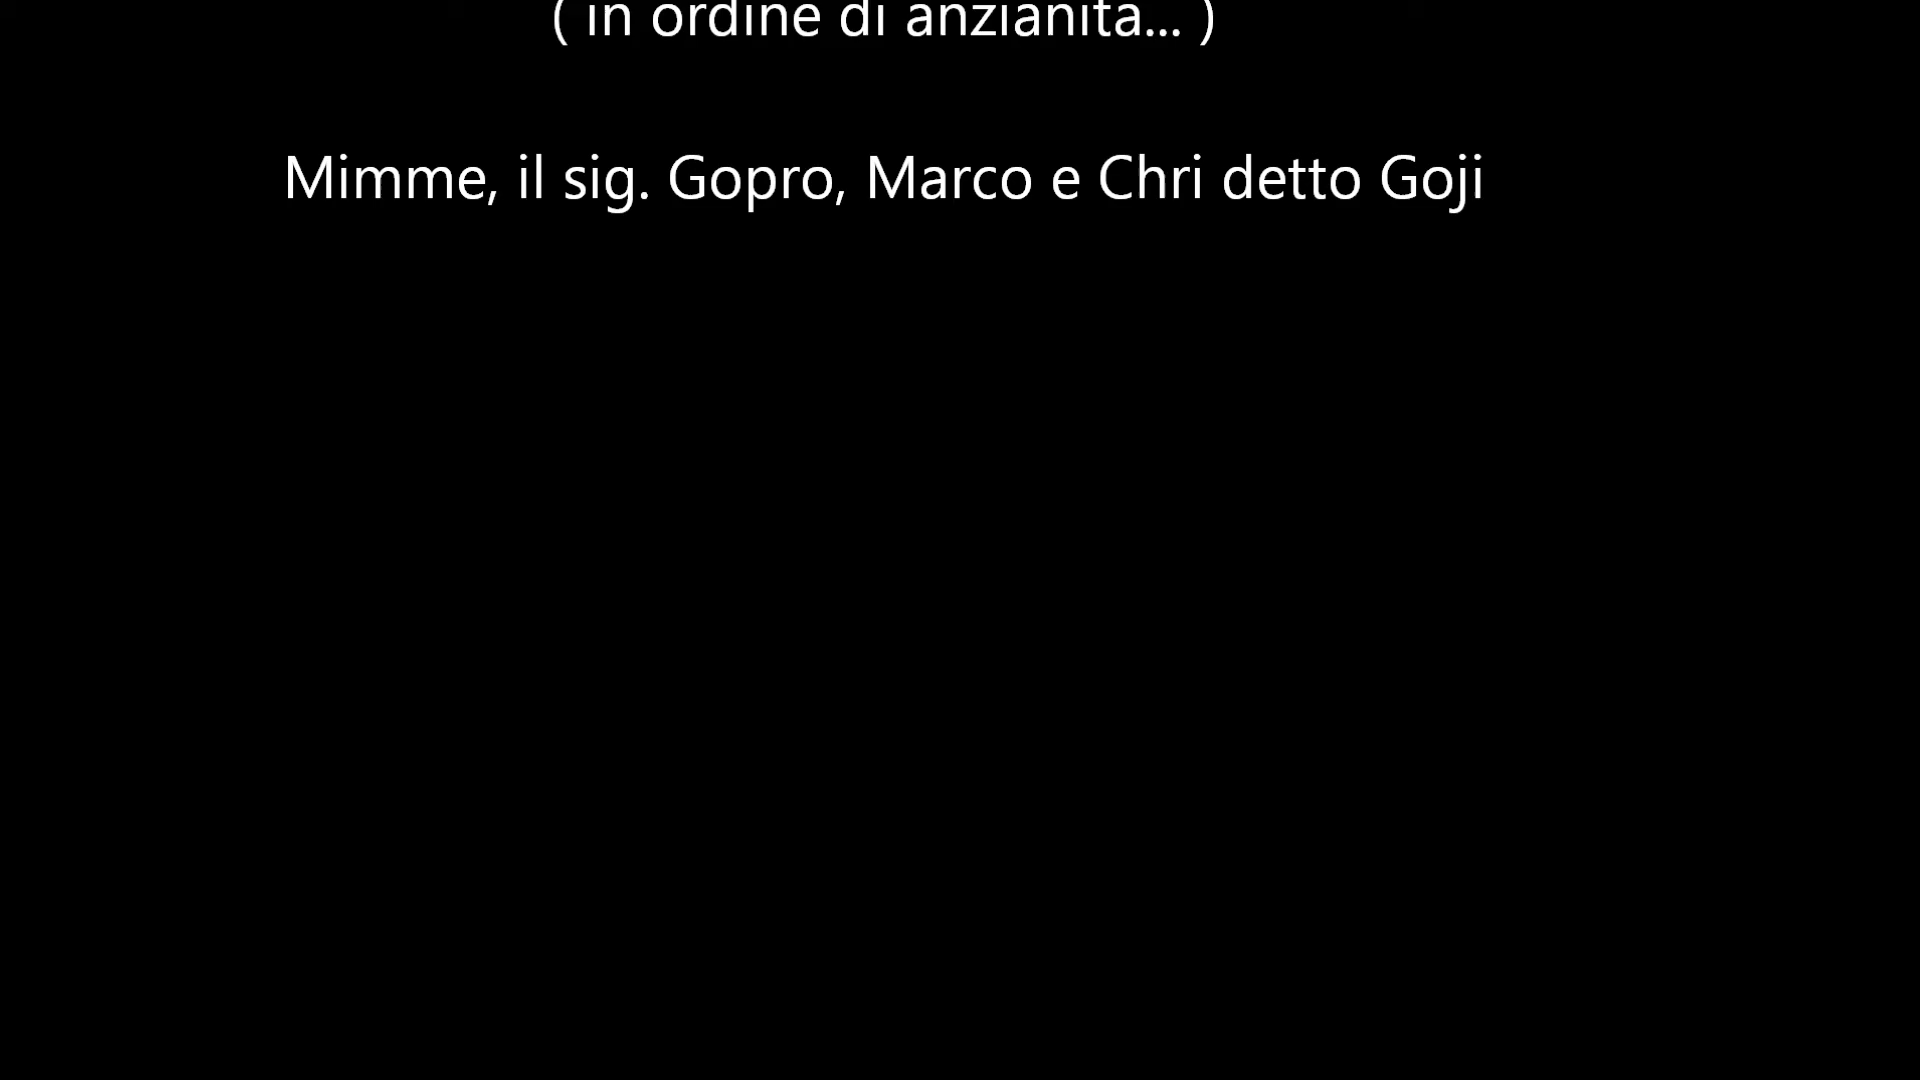 ( in ordine di anzianità... )
Mimme, il sig. Gopro, Marco e Chri detto Goji